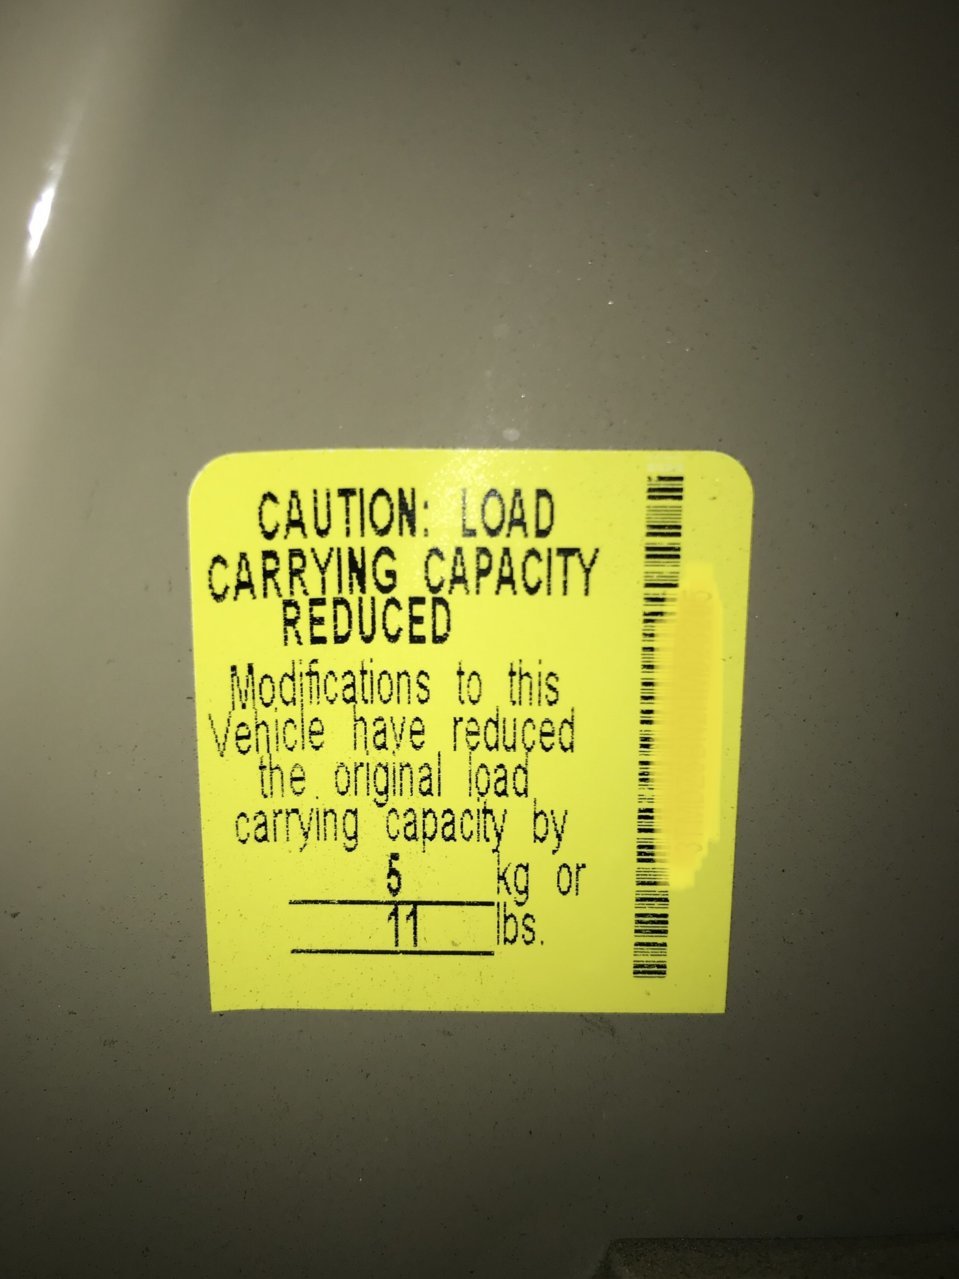 CAUTION: LOAD
CARRYING CAPACITY
REDUCED
Modifications to this
Vehicle have reduced
the original load
carrying capacity by
5 kg or
11 lbs.